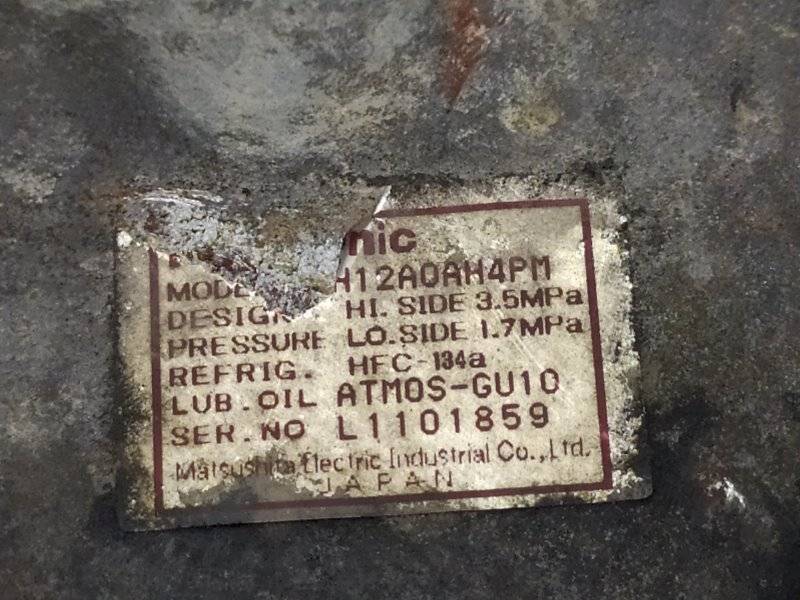 nic
MODE H12A0AH4PM
DESIGN HI. SIDE 3.5MPa
PRESSURE LO. SIDE 1.7MPa
REFRIG. HFC-134a
LUB. OIL ATMOS-GU10
SER. NO L1101859
Matsushita Electric Industrial Co., Ltd.
JAPAN